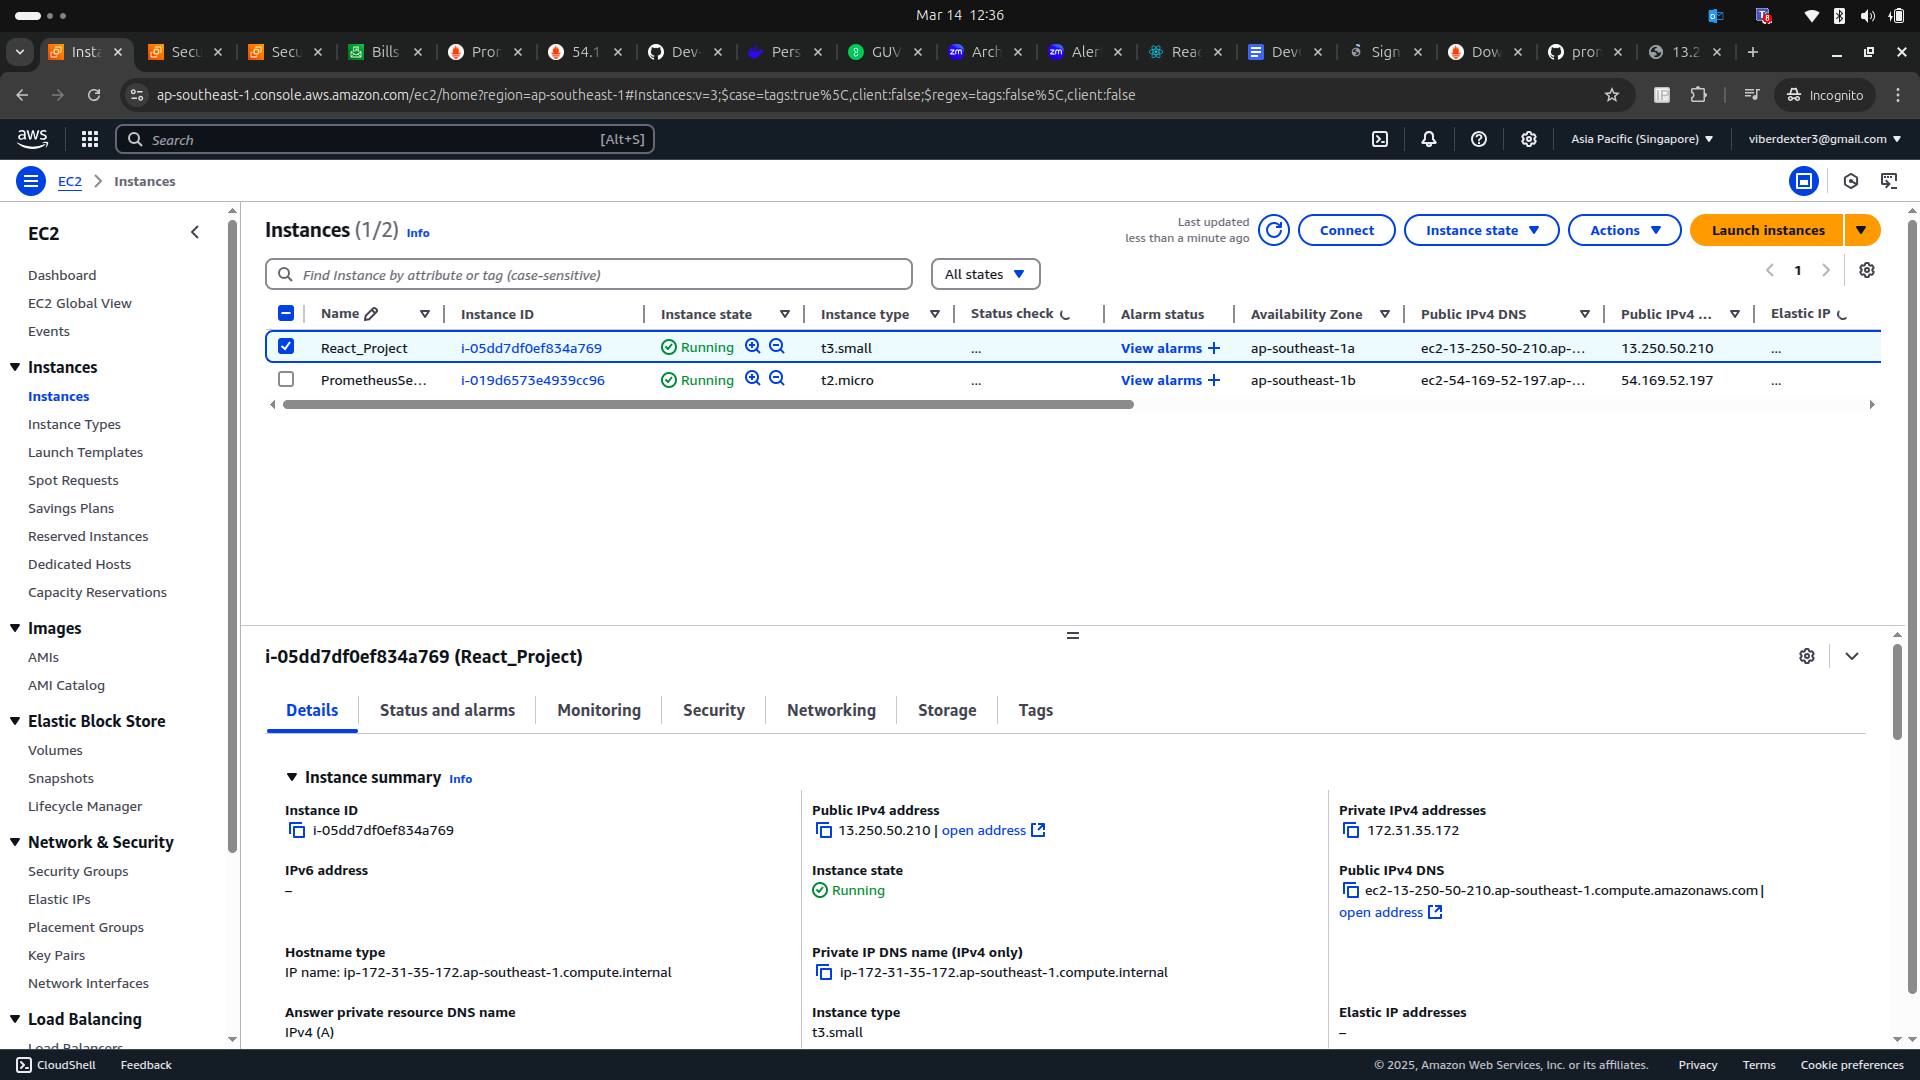 Mar 14 12:36
Insta
Secu
Secu
Bills
Pror
54.1
Dev-
Pers
GUV
Arch
Aler
Reac
Dev
Sign
Dow
pron
13.2
ap-southeast-1.console.aws.amazon.com/ec2/home?region=ap-southeast-1#Instances:v=3;$case=tags:true%5C,client:false;$regex=tags:false%5C,client:false
Incognito
aws
Search
[Alt+S]
Asia Pacific (Singapore)
viberdexter3@gmail.com
EC2
Instances
EC2
Dashboard
EC2 Global View
Events
Instances
Instances
Instance Types
Launch Templates
Spot Requests
Savings Plans
Reserved Instances
Dedicated Hosts
Capacity Reservations
Images
AMIs
AMI Catalog
Elastic Block Store
Volumes
Snapshots
Lifecycle Manager
Network & Security
Security Groups
Elastic IPs
Placement Groups
Key Pairs
Network Interfaces
Load Balancing
Load Balancers
Instances (1/2) Info
Last updated
less than a minute ago
Connect
Instance state
Actions
Launch instances
Find Instance by attribute or tag (case-sensitive)
All states
1
Name Instance ID Instance state Instance type Status check Alarm status Availability Zone Public IPv4 DNS Public IPv4 ... Elastic IP
React_Project i-05dd7df0ef834a769 Running t3.small ... View alarms + ap-southeast-1a ec2-13-250-50-210.ap-... 13.250.50.210 ...
PrometheusSe... i-019d6573e4939cc96 Running t2.micro ... View alarms + ap-southeast-1b ec2-54-169-52-197.ap-... 54.169.52.197 ...
i-05dd7df0ef834a769 (React_Project)
Details
Status and alarms
Monitoring
Security
Networking
Storage
Tags
Instance summary Info
Instance ID
i-05dd7df0ef834a769
Public IPv4 address
13.250.50.210 | open address
Private IPv4 addresses
172.31.35.172
IPv6 address
–
Instance state
Running
Public IPv4 DNS
ec2-13-250-50-210.ap-southeast-1.compute.amazonaws.com |
open address
Hostname type
IP name: ip-172-31-35-172.ap-southeast-1.compute.internal
Private IP DNS name (IPv4 only)
ip-172-31-35-172.ap-southeast-1.compute.internal
Answer private resource DNS name
IPv4 (A)
Instance type
t3.small
Elastic IP addresses
–
CloudShell
Feedback
© 2025, Amazon Web Services, Inc. or its affiliates.
Privacy
Terms
Cookie preferences